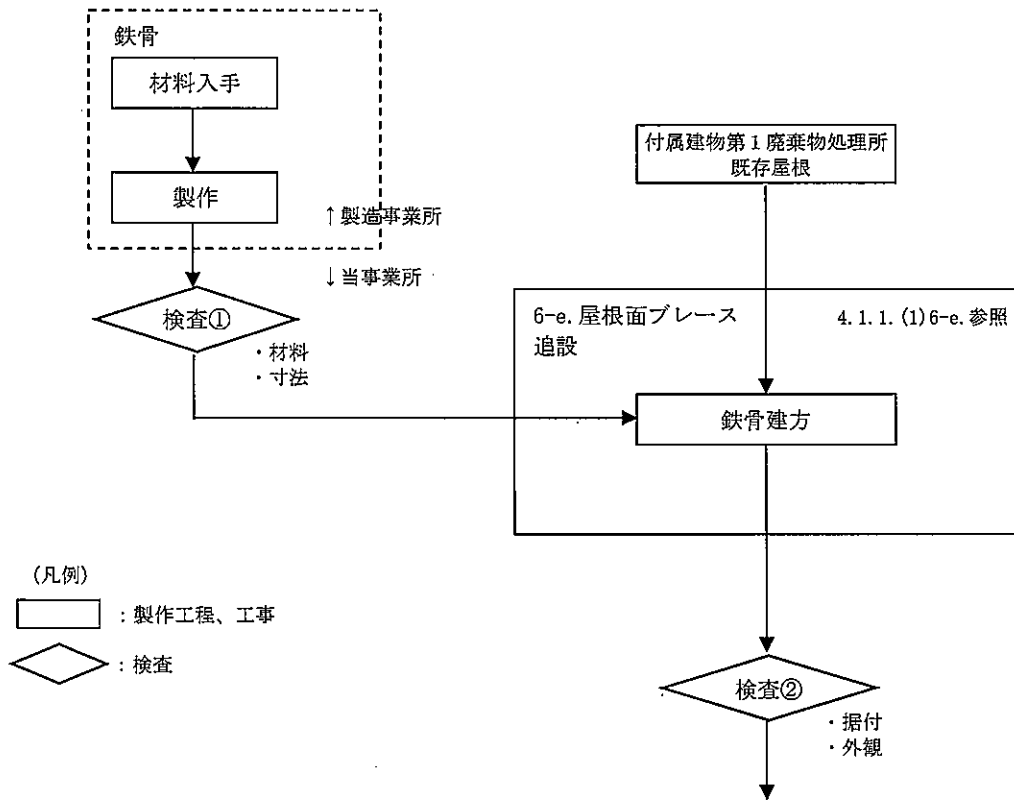 鉄骨
材料入手
製作
↑製造事業所
↓当事業所
検査①
・材料
・寸法
付属建物第１廃棄物処理所
既存屋根
6-e. 屋根面ブレース
追設
4.1.1.(1)6-e.参照
鉄骨建方
検査②
・据付
・外観
(凡例)
：製作工程、工事
：検査